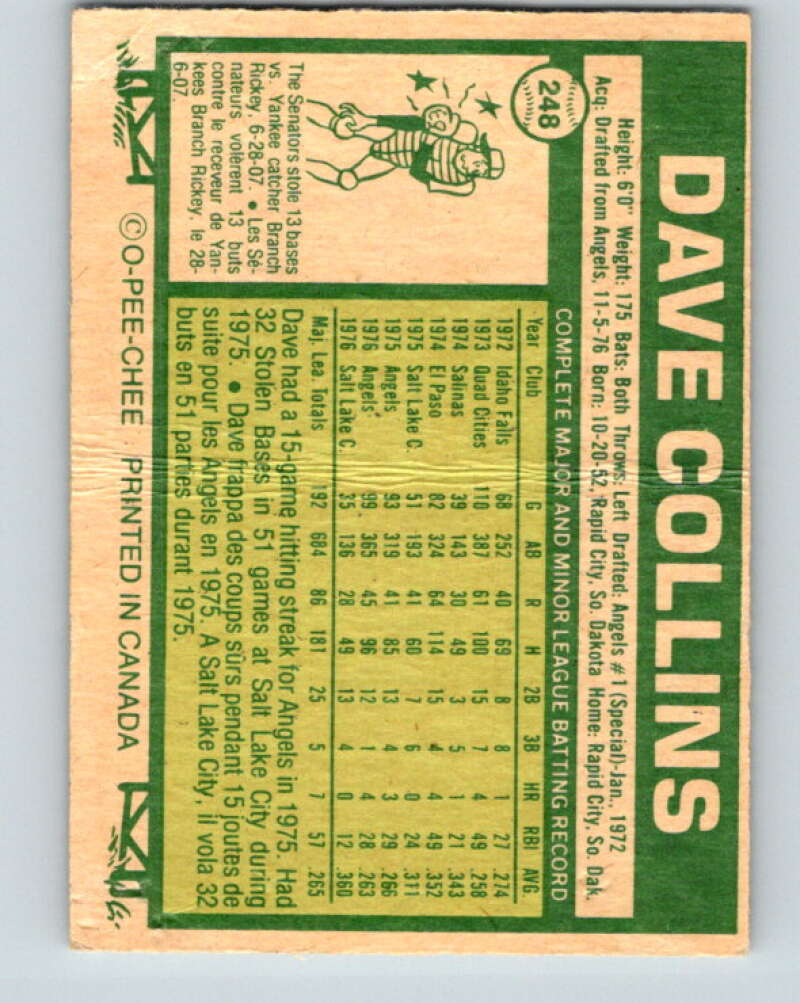 248
DAVE COLLINS
Height: 6'0" Weight: 175 Bats: Both Throws: Left Drafted: Angels #1 (Special)-Jan., 1972
Acq: Drafted from Angels, 11-5-76 Born: 10-20-52, Rapid City, So. Dakota Home: Rapid City, So. Dak.
The Senators stole 13 bases
vs. Yankee catcher Branch
Rickey, 6-28-07. • Les Sé-
nateurs volèrent 13 buts
contre le receveur de Yan-
kees Branch Rickey, le 28-
6-07.
COMPLETE MAJOR AND MINOR LEAGUE BATTING RECORD
Year Club G AB R H 2B 3B HR RBI AVG.
1972 Idaho Falls 68 252 40 69 8 8 1 27 .274
1973 Quad Cities 110 387 61 100 15 7 4 49 .258
1974 Salinas 39 143 30 49 3 5 1 21 .343
1974 El Paso 82 324 64 114 15 4 4 49 .352
1975 Salt Lake C. 51 193 41 60 7 6 0 24 .311
1975 Angels 93 319 41 85 13 4 3 29 .266
1976 Angels 99 365 45 96 12 1 4 28 .263
1976 Salt Lake C. 35 136 28 49 13 4 0 12 .360
Maj. Lea. Totals 192 684 86 181 25 5 7 57 .265
Dave had a 15-game hitting streak for Angels in 1975. Had
32 Stolen Bases in 51 games at Salt Lake City during
1975. • Dave frappa des coups sûrs pendant 15 joutes de
suite pour les Angels en 1975. A Salt Lake City, il vola 32
buts en 51 parties durant 1975.
©O-PEE-CHEE PRINTED IN CANADA